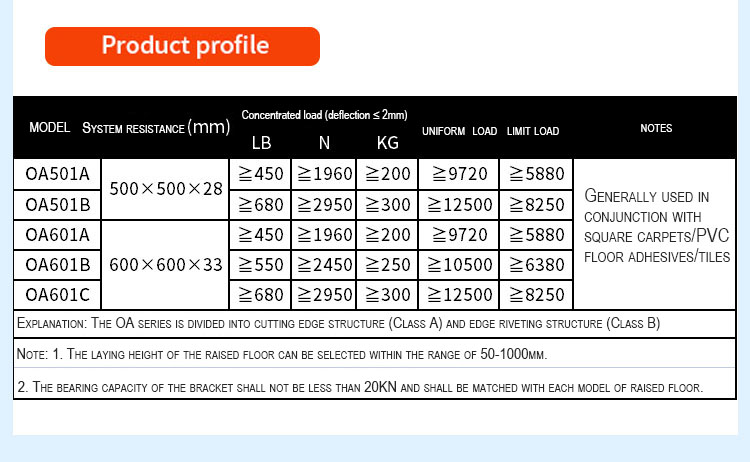 Product profile
MODEL SYSTEM RESISTANCE (mm) Concentrated load (deflection ≤ 2mm) UNIFORM LOAD LIMIT LOAD NOTES
LB N KG
OA501A 500×500×28 ≧450 ≧1960 ≧200 ≧9720 ≧5880
OA501B ≧680 ≧2950 ≧300 ≧12500 ≧8250
OA601A 600×600×33 ≧450 ≧1960 ≧200 ≧9720 ≧5880
OA601B ≧550 ≧2450 ≧250 ≧10500 ≧6380
OA601C ≧680 ≧2950 ≧300 ≧12500 ≧8250
GENERALLY USED IN
CONJUNCTION WITH
SQUARE CARPETS/PVC
FLOOR ADHESIVES/TILES
EXPLANATION: THE OA SERIES IS DIVIDED INTO CUTTING EDGE STRUCTURE (CLASS A) AND EDGE RIVETING STRUCTURE (CLASS B)
NOTE: 1. THE LAYING HEIGHT OF THE RAISED FLOOR CAN BE SELECTED WITHIN THE RANGE OF 50-1000MM.
2. THE BEARING CAPACITY OF THE BRACKET SHALL NOT BE LESS THAN 20KN AND SHALL BE MATCHED WITH EACH MODEL OF RAISED FLOOR.